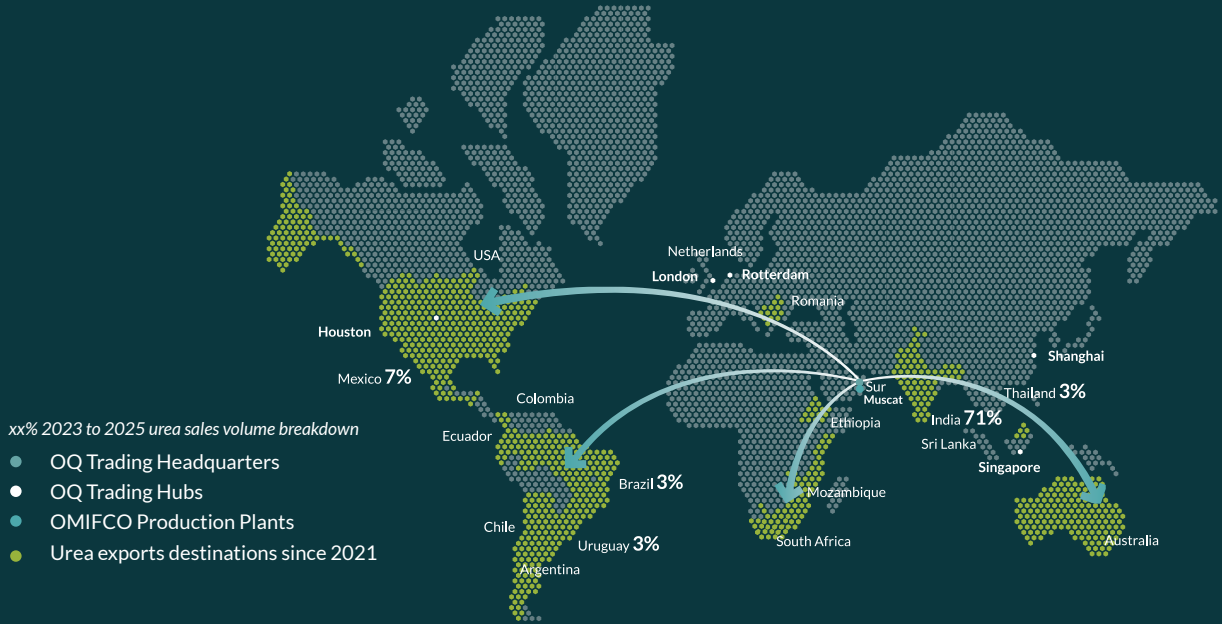 USA
Netherlands
London
Rotterdam
Romania
Houston
Shanghai
Mexico 7%
Sur
Muscat
Thailand 3%
Colombia
Ethiopia
India 71%
Ecuador
Sri Lanka
Singapore
Brazil 3%
Mozambique
Chile
Uruguay 3%
South Africa
Australia
Argentina
xx% 2023 to 2025 urea sales volume breakdown
OQ Trading Headquarters
OQ Trading Hubs
OMIFCO Production Plants
Urea exports destinations since 2021